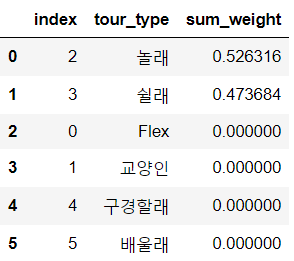 index tour_type sum_weight
0 2 놀래 0.526316
1 3 쉴래 0.473684
2 0 Flex 0.000000
3 1 교양인 0.000000
4 4 구경할래 0.000000
5 5 배울래 0.000000